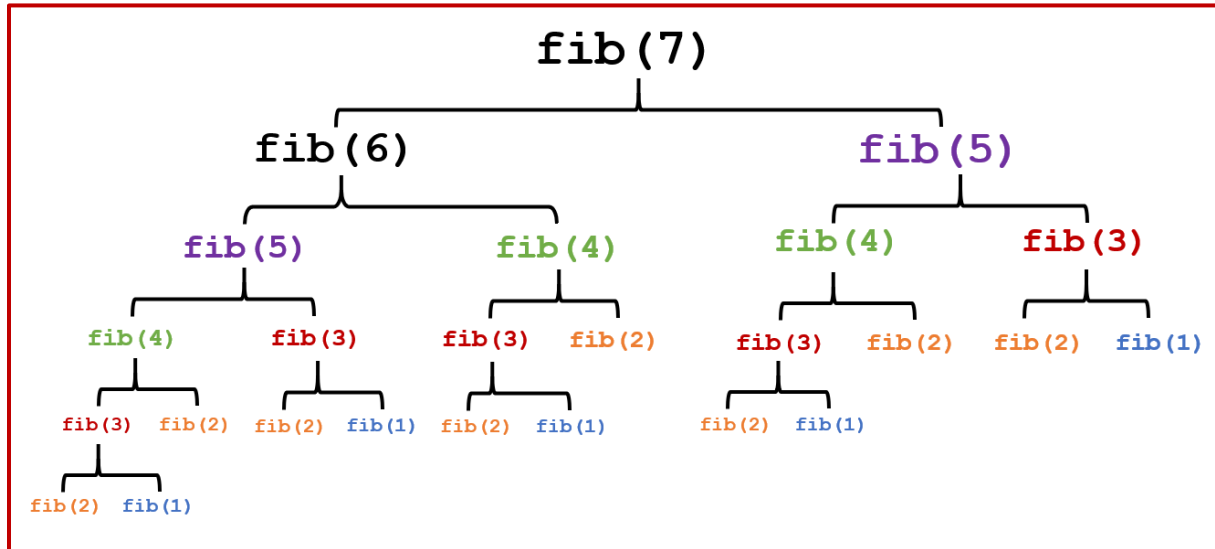 fib(7)
fib(6) fib(5)
fib(5) fib(4) fib(4) fib(3)
fib(4) fib(3) fib(3) fib(2) fib(3) fib(2) fib(2) fib(1)
fib(3) fib(2) fib(2) fib(1) fib(2) fib(1) fib(2) fib(1)
fib(2) fib(1)